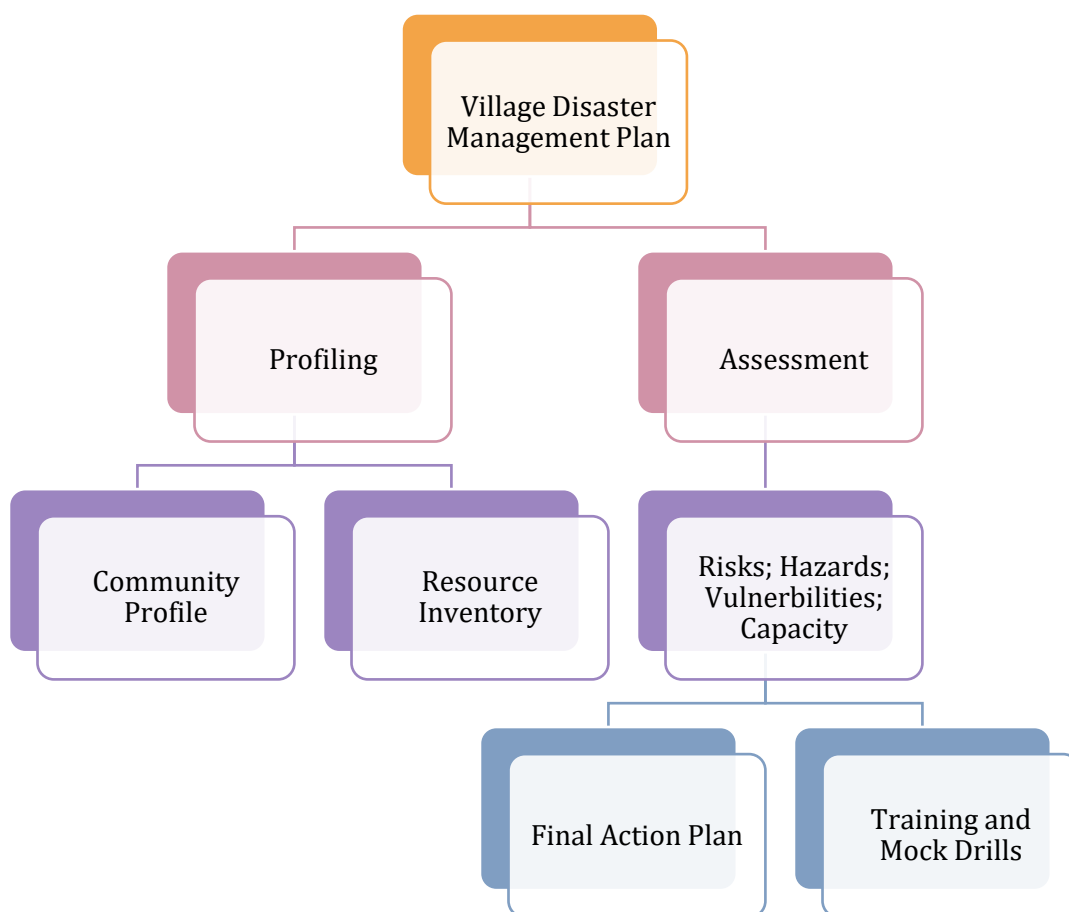 Village Disaster
Management Plan
Profiling
Assessment
Community
Profile
Resource
Inventory
Risks; Hazards;
Vulnerbilities;
Capacity
Final Action Plan
Training and
Mock Drills